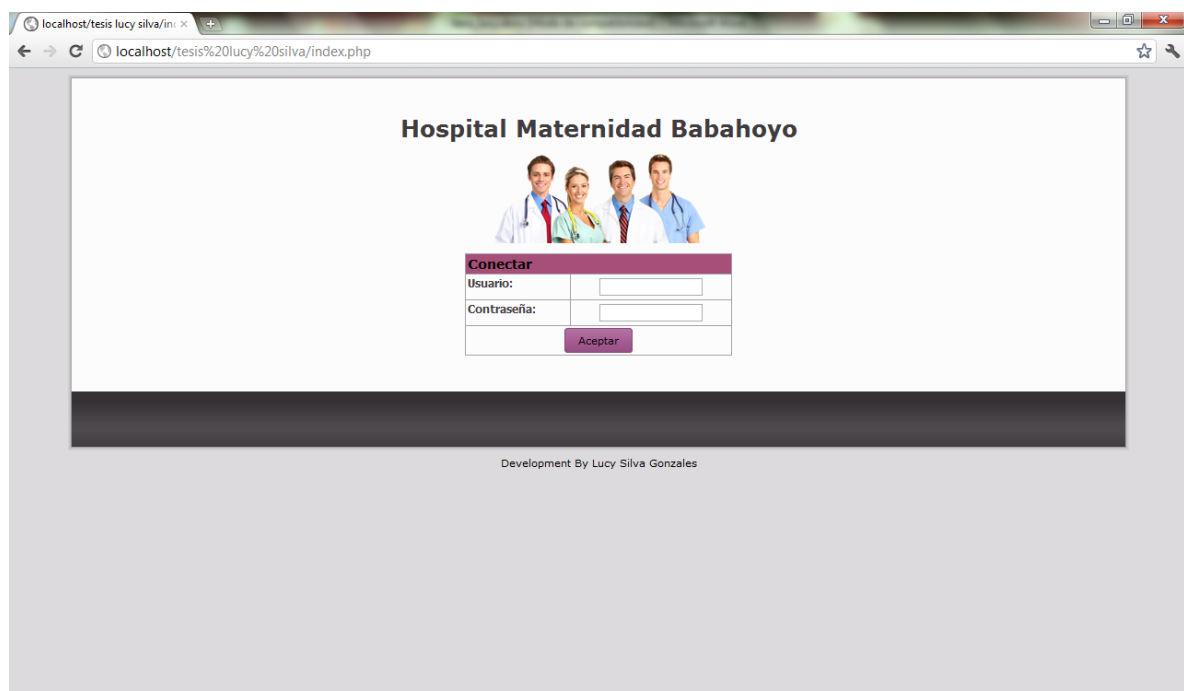 localhost/tesis lucy silva/in
localhost/tesis%20lucy%20silva/index.php
Hospital Maternidad Babahoyo
Conectar
Usuario:
Contraseña:
Aceptar
Development By Lucy Silva Gonzales